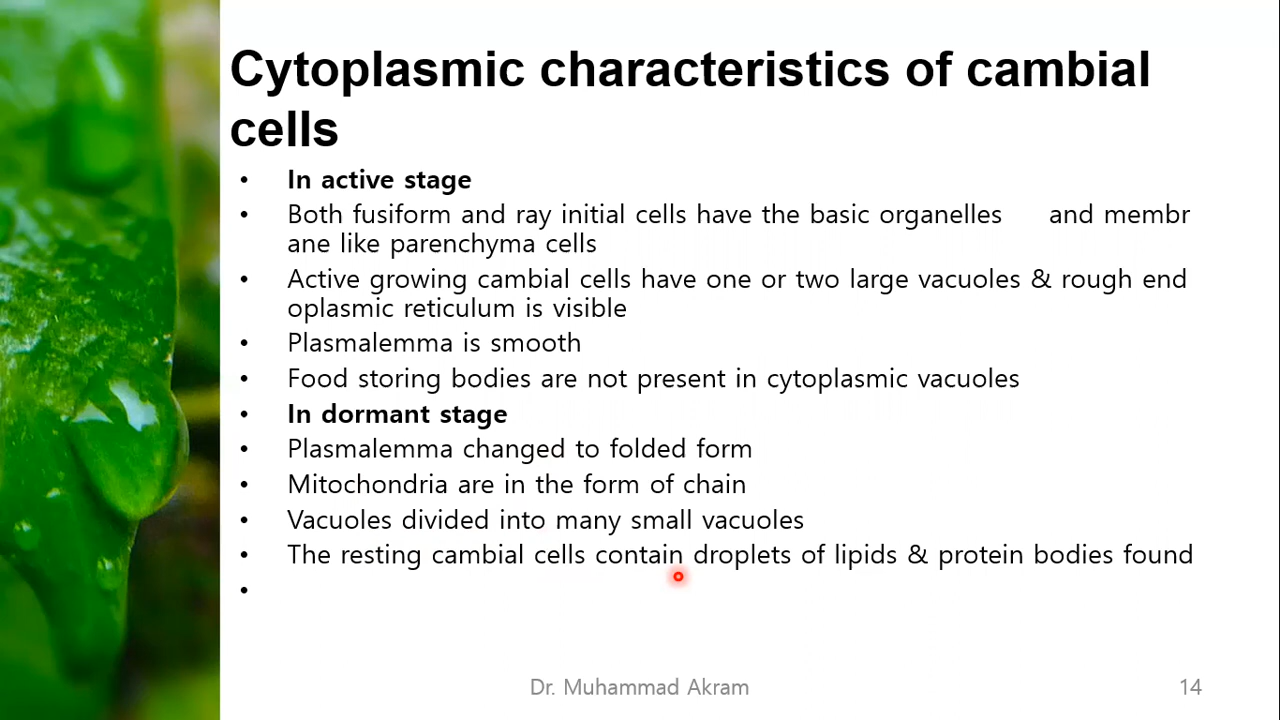 Cytoplasmic characteristics of cambial
cells
• In active stage
• Both fusiform and ray initial cells have the basic organelles and membr
ane like parenchyma cells
• Active growing cambial cells have one or two large vacuoles & rough end
oplasmic reticulum is visible
• Plasmalemma is smooth
• Food storing bodies are not present in cytoplasmic vacuoles
• In dormant stage
• Plasmalemma changed to folded form
• Mitochondria are in the form of chain
• Vacuoles divided into many small vacuoles
• The resting cambial cells contain droplets of lipids & protein bodies found
•
Dr. Muhammad Akram 14